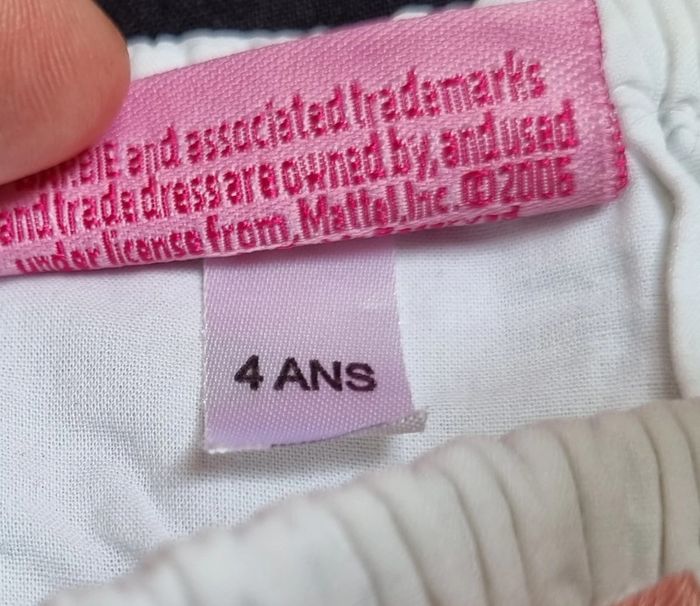 and associated trademarks
and trade dress are owned by, and used
under license from Mattel, Inc. © 2006
4 ANS